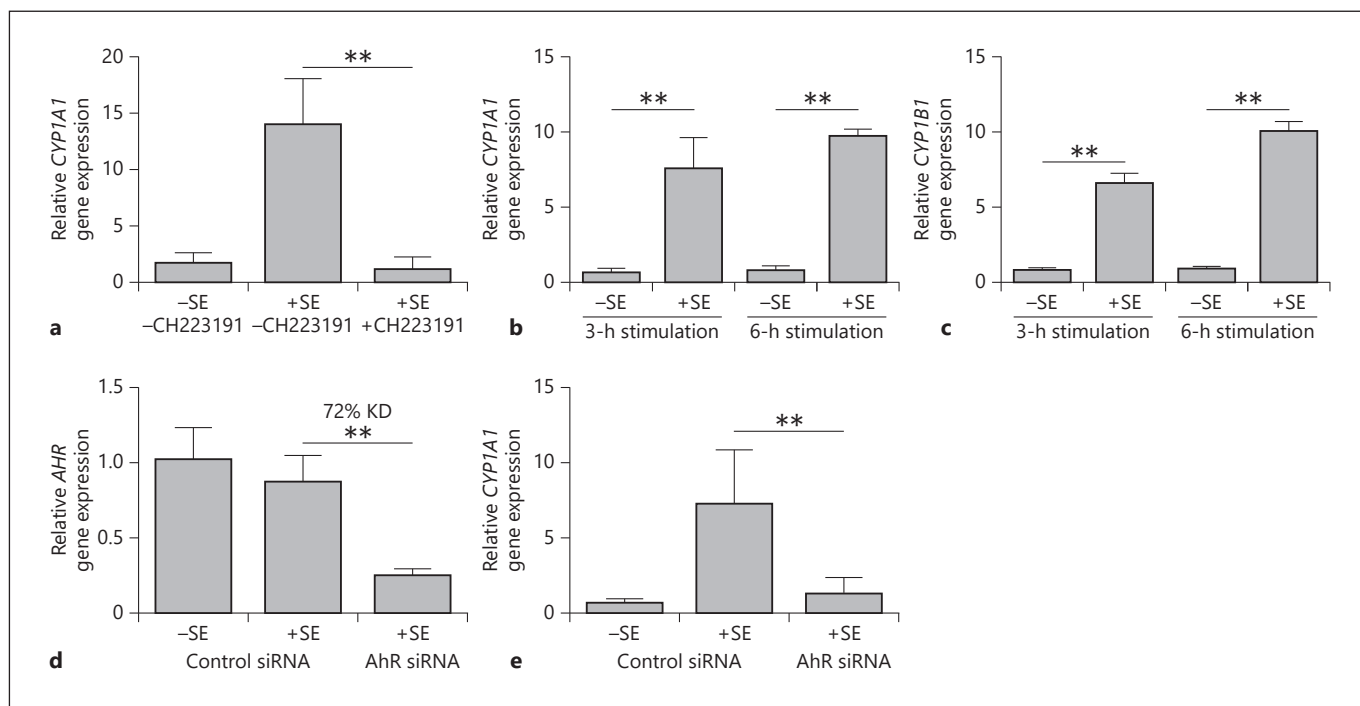 20
15
10
5
0
Relative CYP1A1
gene expression
**
–SE +SE +SE
–CH223191 –CH223191 +CH223191
a
15
10
5
0
Relative CYP1A1
gene expression
** **
–SE +SE –SE +SE
3-h stimulation 6-h stimulation
b
15
10
5
0
Relative CYP1B1
gene expression
** **
–SE +SE –SE +SE
3-h stimulation 6-h stimulation
c
1.5
1.0
0.5
0
Relative AHR
gene expression
72% KD
**
–SE +SE +SE
Control siRNA AhR siRNA
d
15
10
5
0
Relative CYP1A1
gene expression
**
–SE +SE +SE
Control siRNA AhR siRNA
e